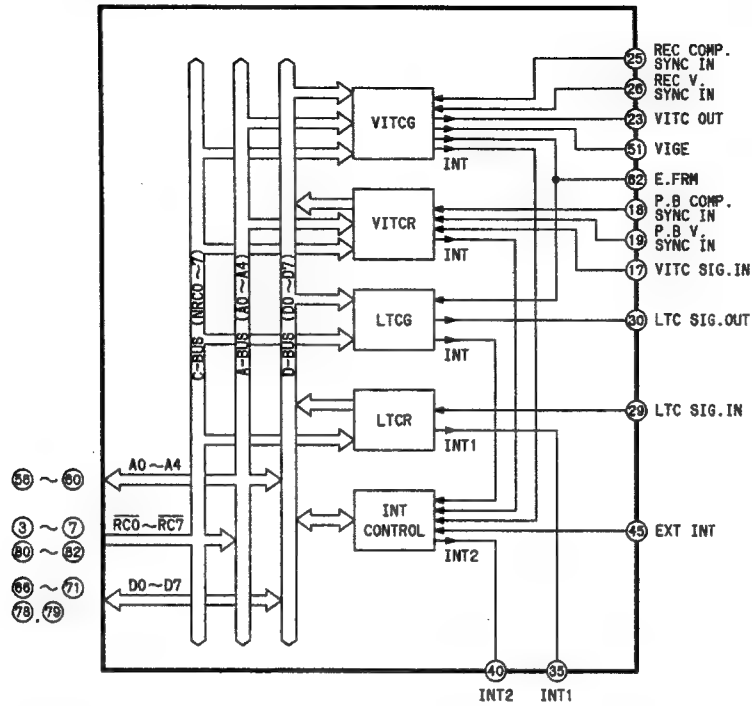 25 REC COMP.
SYNC IN
26 REC V.
SYNC IN
23 VITC OUT
51 VIGE
62 E.FRM
18 P.B COMP.
SYNC IN
19 P.B V.
SYNC IN
17 VITC SIG.IN
30 LTC SIG.OUT
29 LTC SIG.IN
45 EXT INT
VITCG
INT
VITCR
INT
LTCG
INT
LTCR
INT1
INT
CONTROL
INT2
C-BUS (NRC0~7)
A-BUS (A0~A4)
D-BUS (D0~D7)
A0~A4
56 ~ 60
RC0~RC7
3 ~ 7
80 ~ 82
D0~D7
66 ~ 71
78,79
40 35
INT2 INT1